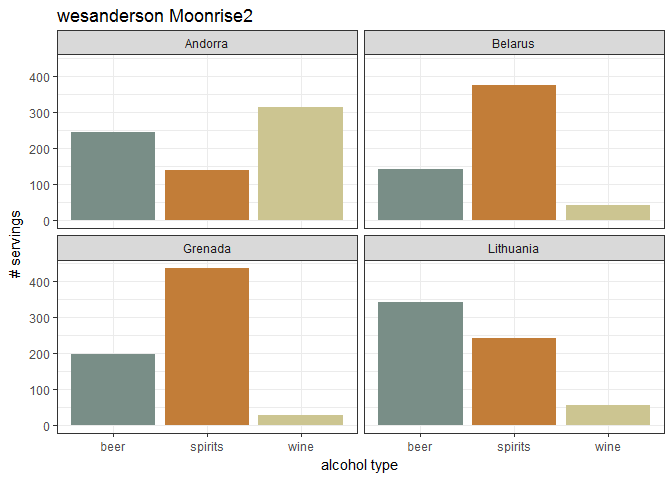 wesanderson Moonrise2
Andorra
Belarus
400
300
200
100
0
Grenada
Lithuania
400
300
200
100
0
# servings
beer
spirits
wine
beer
spirits
wine
alcohol type